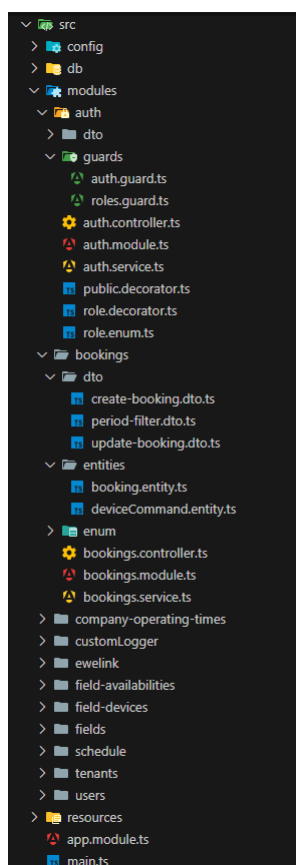 src
config
db
modules
auth
dto
guards
auth.guard.ts
roles.guard.ts
auth.controller.ts
auth.module.ts
auth.service.ts
public.decorator.ts
role.decorator.ts
role.enum.ts
bookings
dto
create-booking.dto.ts
period-filter.dto.ts
update-booking.dto.ts
entities
booking.entity.ts
deviceCommand.entity.ts
enum
bookings.controller.ts
bookings.module.ts
bookings.service.ts
company-operating-times
customLogger
ewelink
field-availabilities
field-devices
fields
schedule
tenants
users
resources
app.module.ts
main.ts